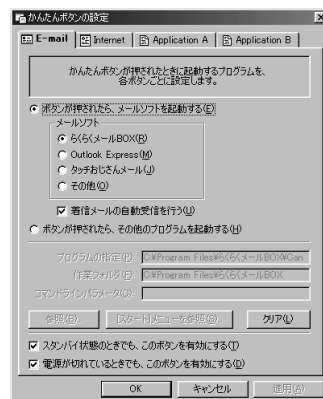 かんたんボタンの設定
E-mail
Internet
Application A
Application B
かんたんボタンが押されたときに起動するプログラムを、
各ボタンごとに設定します。
ボタンが押されたら、メールソフトを起動する(E)
メールソフト
らくらくメールBOX(R)
Outlook Express(M)
タッチおじさんメール(J)
その他(O)
着信メールの自動受信を行う(U)
ボタンが押されたら、その他のプログラムを起動する(H)
プログラムの指定(P): C:¥Program Files¥らくらくメールBOX¥Can
作業フォルダ(F): C:¥Program Files¥らくらくメールBOX
コマンドラインパラメータ(C):
参照(B)... [スタート]メニューを参照(S)... クリア(L)
スタンバイ状態のときでも、このボタンを有効にする(T)
電源が切れているときでも、このボタンを有効にする(D)
OK キャンセル 適用(A)